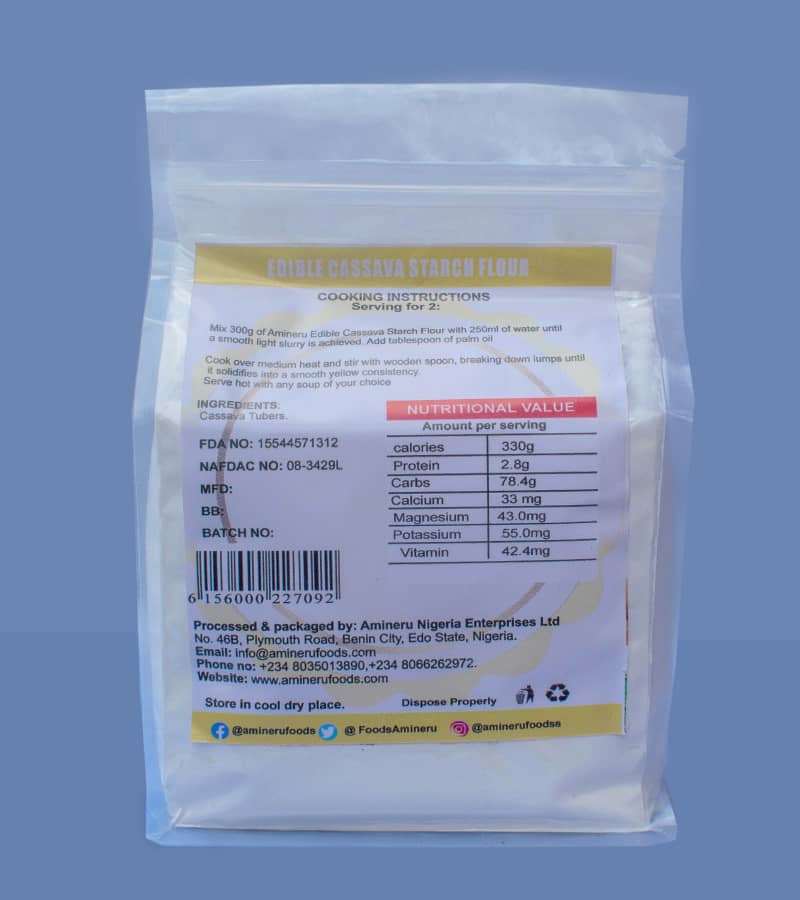 EDIBLE CASSAVA STARCH FLOUR
COOKING INSTRUCTIONS
Serving for 2:
Mix 300g of Amineru Edible Cassava Starch Flour with 250ml of water until
a smooth light slurry is achieved. Add tablespoon of palm oil
Cook over medium heat and stir with wooden spoon, breaking down lumps until
it solidifies into a smooth yellow consistency.
Serve hot with any soup of your choice
INGREDIENTS:
Cassava Tubers.
FDA NO: 15544571312
NAFDAC NO: 08-3429L
MFD:
BB:
BATCH NO:
NUTRITIONAL VALUE
Amount per serving
calories 330g
Protein 2.8g
Carbs 78.4g
Calcium 33 mg
Magnesium 43.0mg
Potassium 55.0mg
Vitamin 42.4mg
6 156000 227092
Processed & packaged by: Amineru Nigeria Enterprises Ltd
No. 46B, Plymouth Road, Benin City, Edo State, Nigeria.
Email: info@aminerufoods.com
Phone no: +234 8035013890,+234 8066262972.
Website: www.aminerufoods.com
Store in cool dry place. Dispose Properly
@aminerufoods @ FoodsAmineru @aminerufoodss